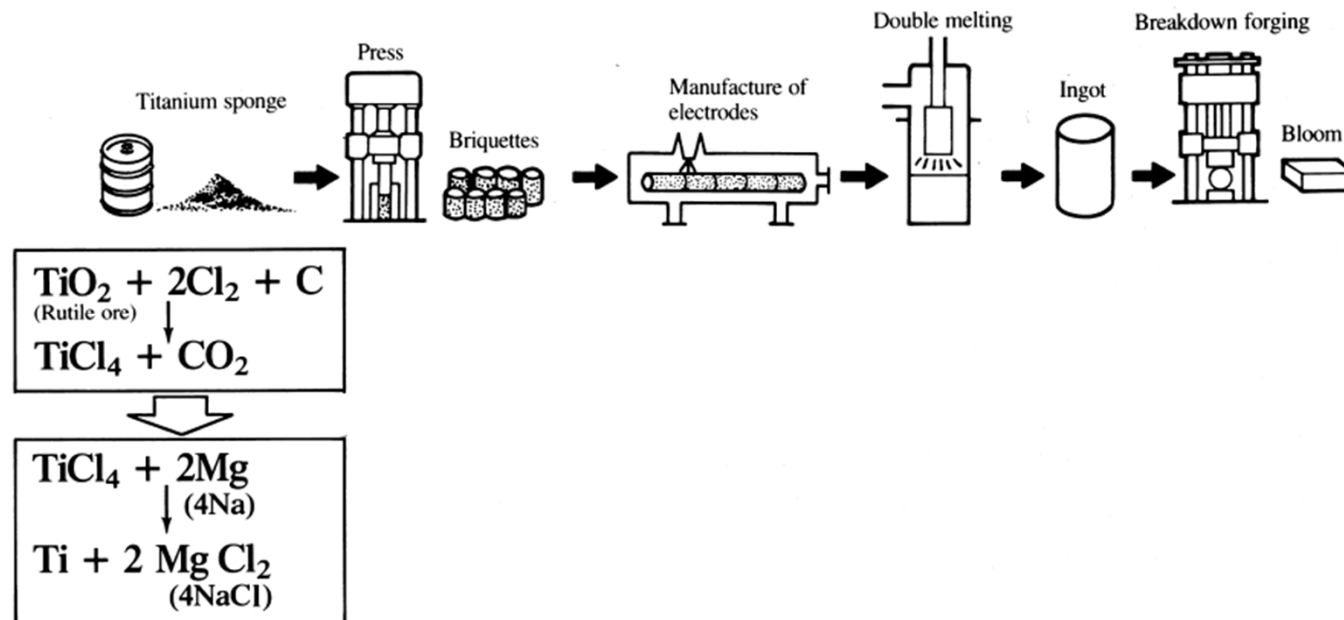 Titanium sponge
Press
Briquettes
Manufacture of
electrodes
Double melting
Ingot
Breakdown forging
Bloom
TiO₂ + 2Cl₂ + C
(Rutile ore)
TiCl₄ + CO₂
TiCl₄ + 2Mg
(4Na)
Ti + 2 Mg Cl₂
(4NaCl)